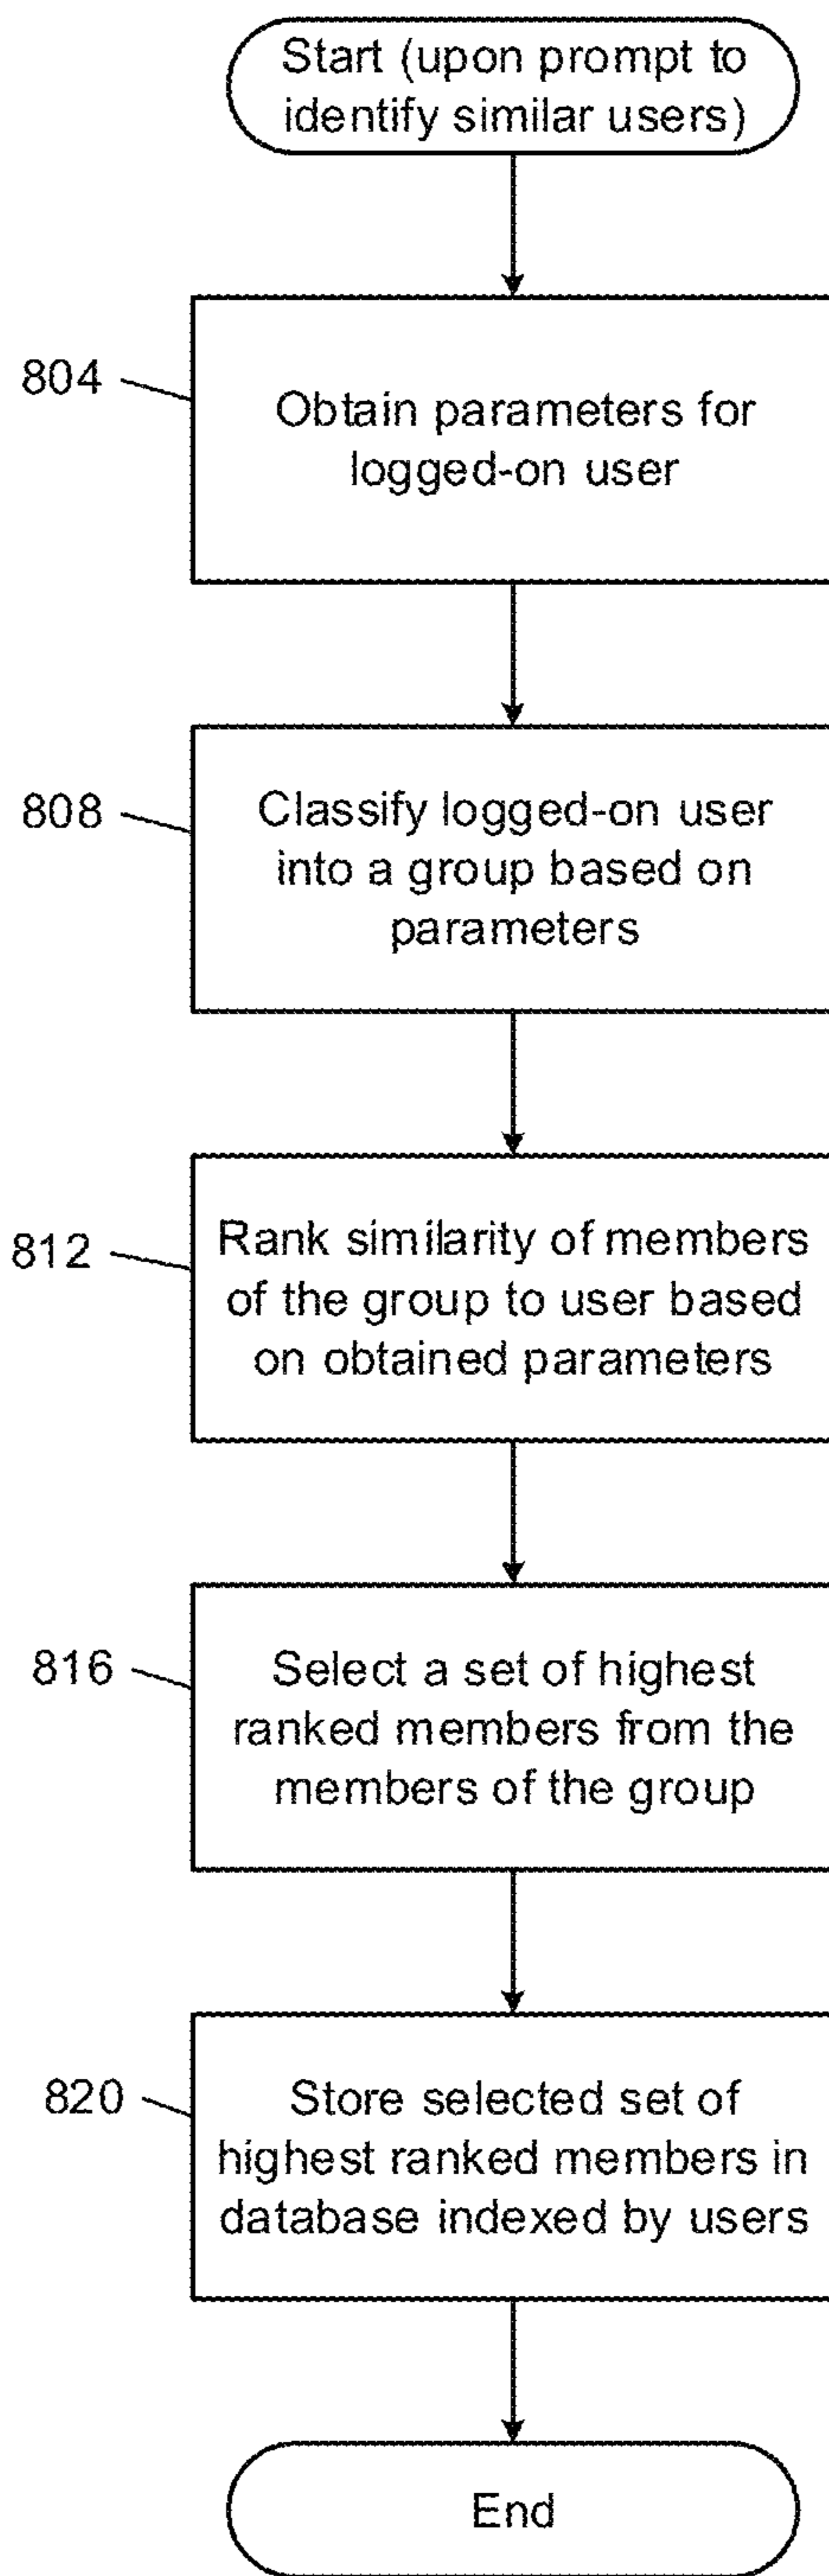 Start (upon prompt to
identify similar users)
804
Obtain parameters for
logged-on user
808
Classify logged-on user
into a group based on
parameters
812
Rank similarity of members
of the group to user based
on obtained parameters
816
Select a set of highest
ranked members from the
members of the group
820
Store selected set of
highest ranked members in
database indexed by users
End